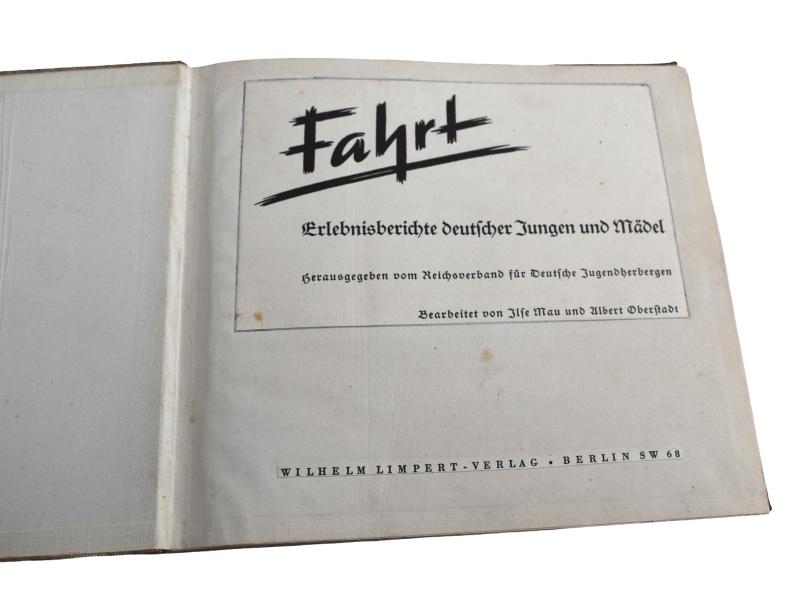 Fahrt
Erlebnisberichte deutscher Jungen und Mädel
Herausgegeben vom Reichsverband für Deutsche Jugendherbergen
Bearbeitet von Ilse Mau und Albert Oberstadt
WILHELM LIMPERT-VERLAG • BERLIN SW 68